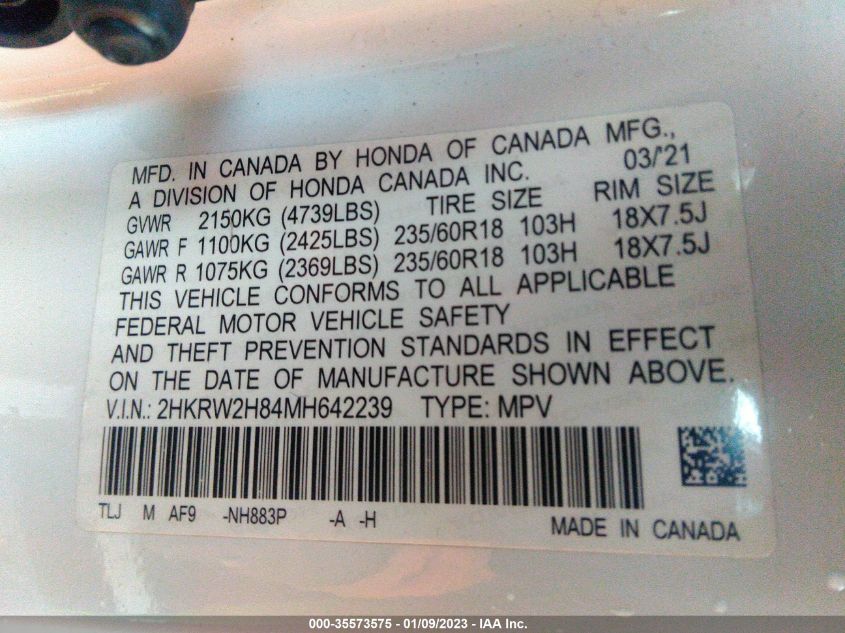 MFD. IN CANADA BY HONDA OF CANADA MFG.,
A DIVISION OF HONDA CANADA INC. 03/'21
GVWR 2150KG (4739LBS) TIRE SIZE RIM SIZE
GAWR F 1100KG (2425LBS) 235/60R18 103H 18X7.5J
GAWR R 1075KG (2369LBS) 235/60R18 103H 18X7.5J
THIS VEHICLE CONFORMS TO ALL APPLICABLE
FEDERAL MOTOR VEHICLE SAFETY
AND THEFT PREVENTION STANDARDS IN EFFECT
ON THE DATE OF MANUFACTURE SHOWN ABOVE.
V.I.N.: 2HKRW2H84MH642239 TYPE: MPV
TLJ M AF9 -NH883P -A -H
MADE IN CANADA
000-35573575 - 01/09/2023 - IAA Inc.